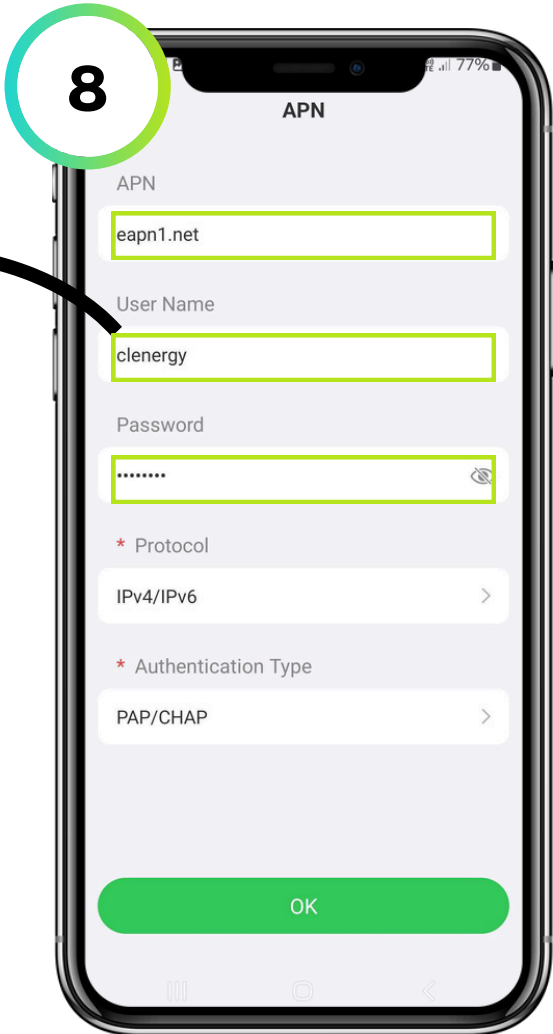 8
77%
APN
APN
eapn1.net
User Name
clenergy
Password
••••••••
* Protocol
IPv4/IPv6
* Authentication Type
PAP/CHAP
OK